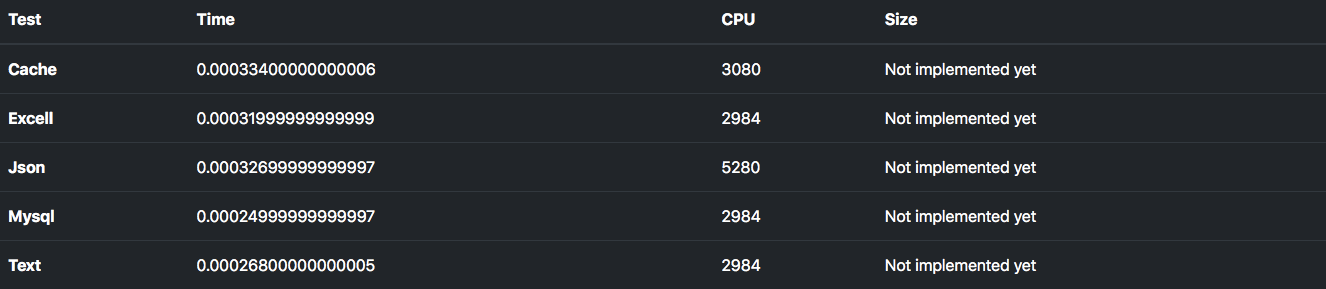 Test Time CPU Size
Cache 0.00033400000000006 3080 Not implemented yet
Excell 0.00031999999999999 2984 Not implemented yet
Json 0.00032699999999997 5280 Not implemented yet
Mysql 0.00024999999999997 2984 Not implemented yet
Text 0.00026800000000005 2984 Not implemented yet